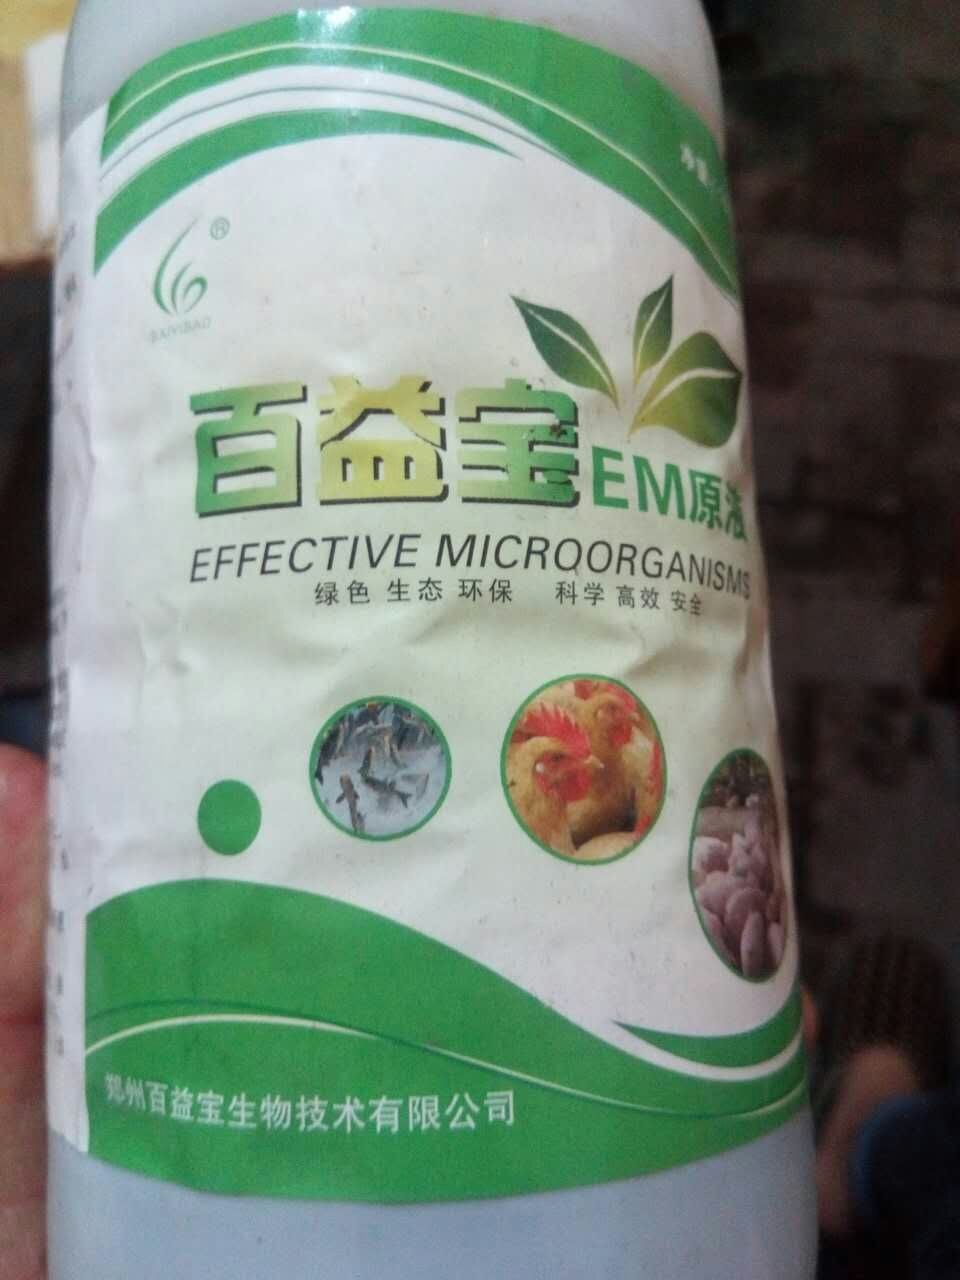 ®
BAIYIBAO
百益宝EM原液
EFFECTIVE MICROORGANISMS
绿色 生态 环保 科学 高效 安全
郑州百益宝生物技术有限公司